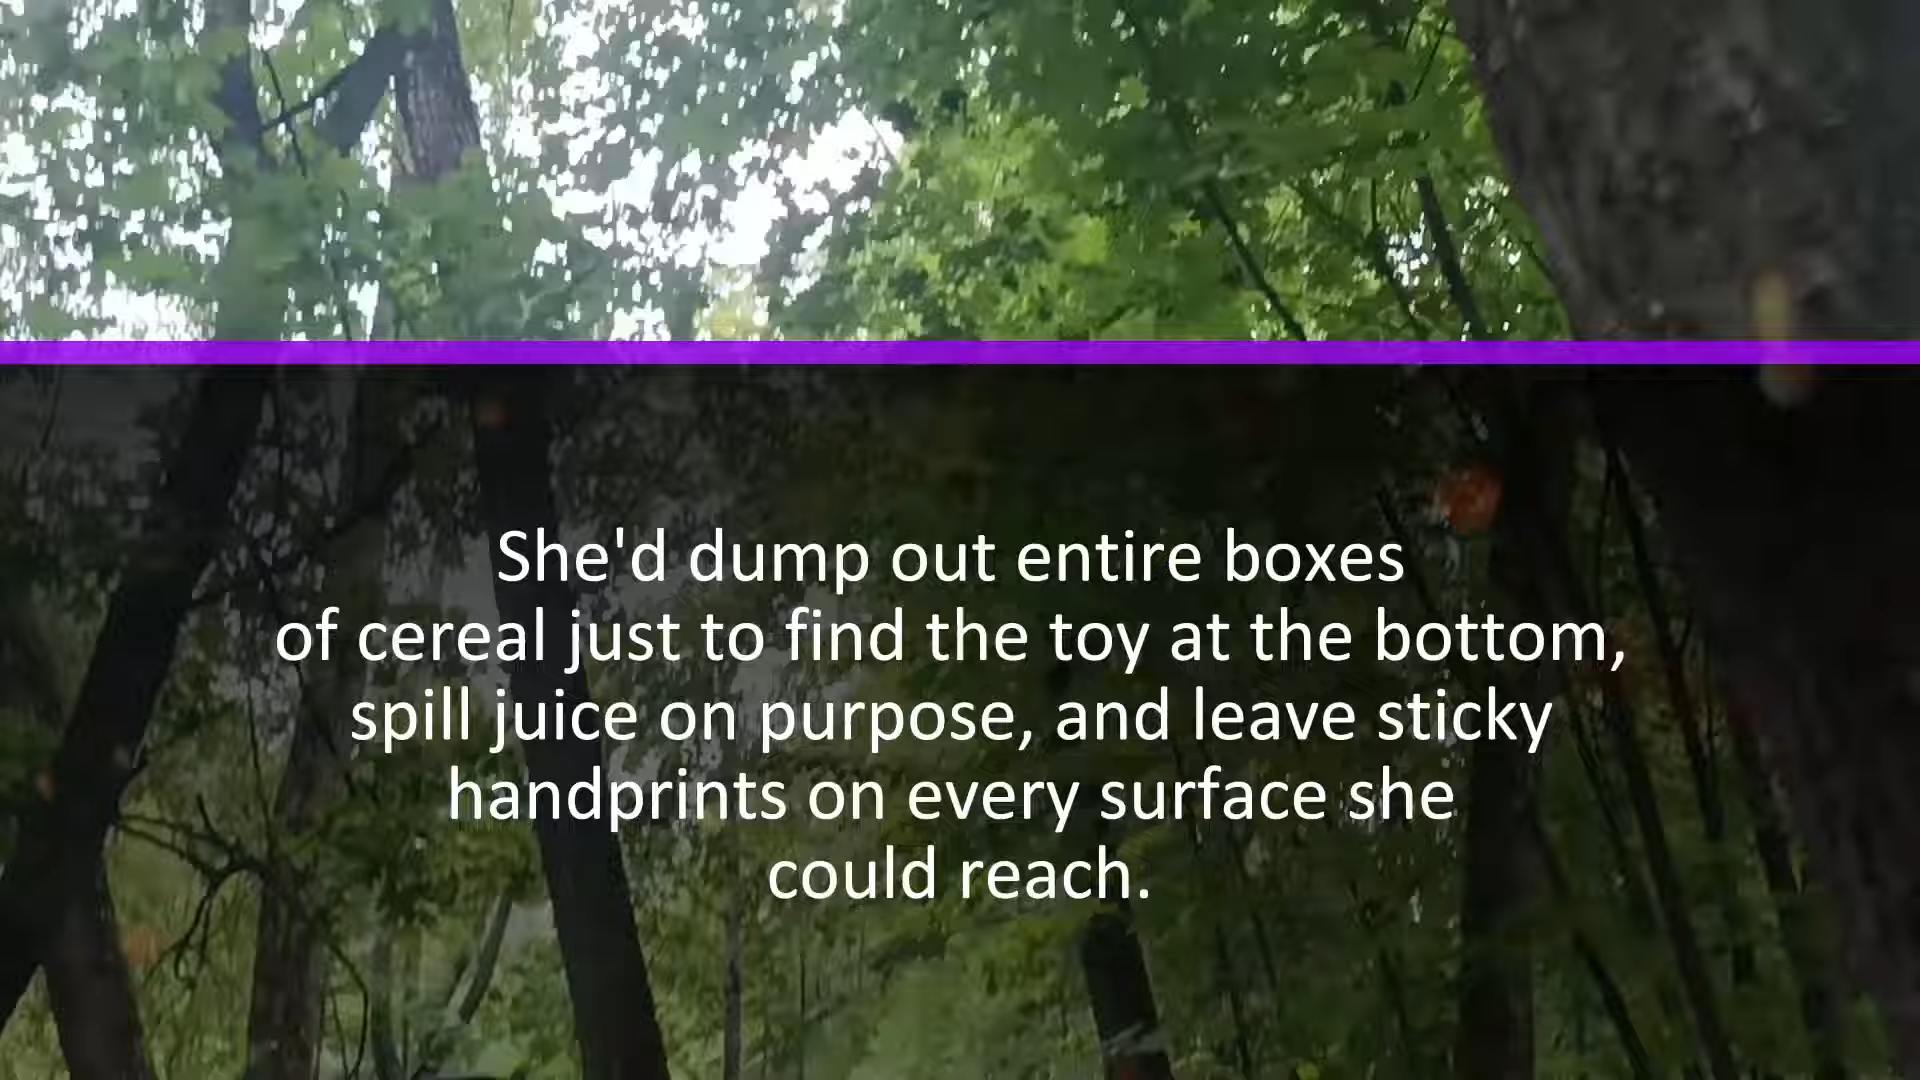 She'd dump out entire boxes
of cereal just to find the toy at the bottom,
spill juice on purpose, and leave sticky
handprints on every surface she
could reach.